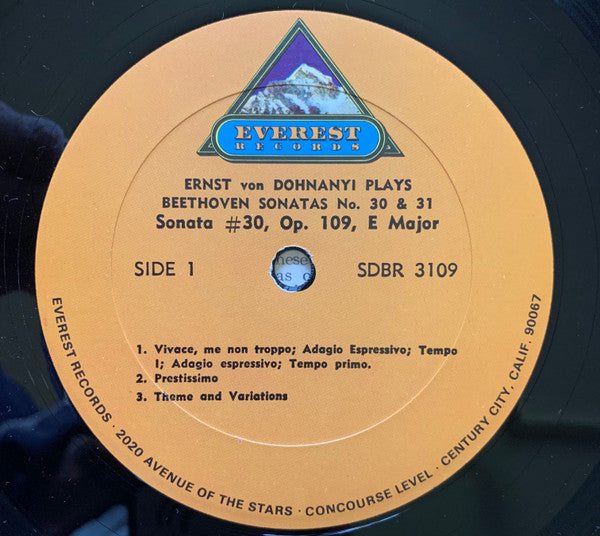 EVEREST
RECORDS
ERNST von DOHNANYI PLAYS
BEETHOVEN SONATAS No. 30 & 31
Sonata #30, Op. 109, E Major
SIDE 1
SDBR 3109
hese
as o
1. Vivace, me non troppo; Adagio Espressivo; Tempo
I; Adagio espressivo; Tempo primo.
2. Prestissimo
3. Theme and Variations
EVEREST RECORDS · 2020 AVENUE OF THE STARS · CONCOURSE LEVEL · CENTURY CITY, CALIF. 90067